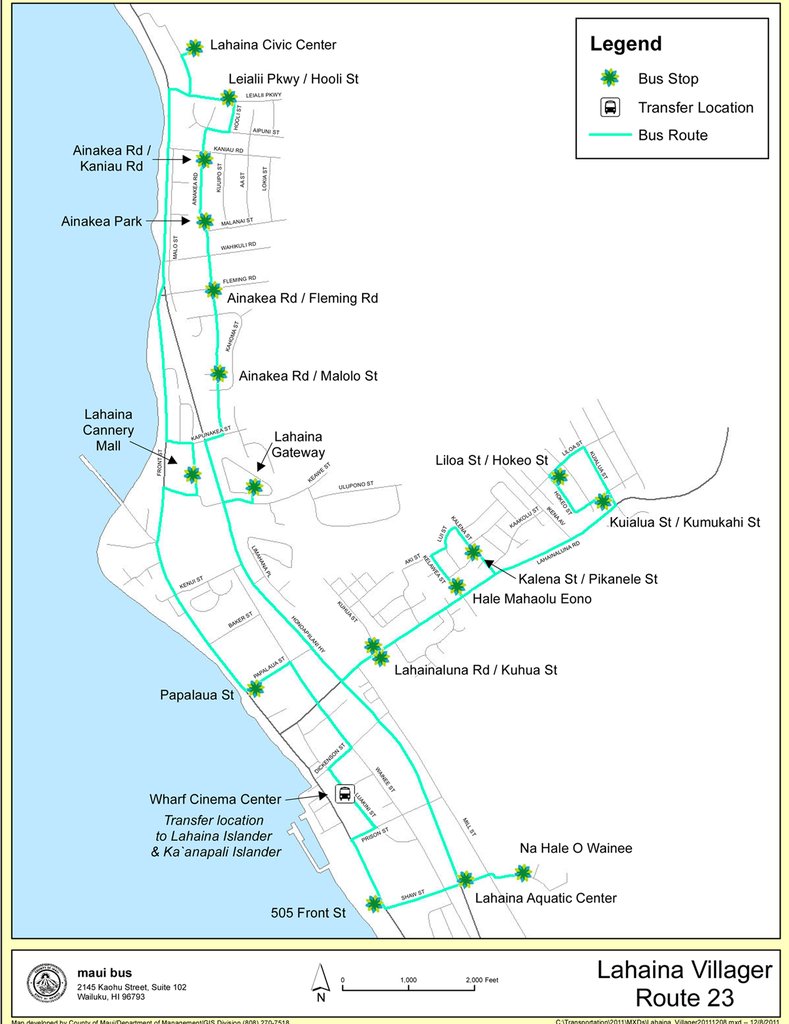 Lahaina Civic Center
Leialii Pkwy / Hooli St
LEIALII PKWY
HOOLI ST
AIPUNI ST
Ainakea Rd /
Kaniau Rd
KANIAU RD
AINAKEA RD
KUUIPO ST
AA ST
LOKIA ST
Ainakea Park
MALANAI ST
MALO ST
WAHIKULI RD
FLEMING RD
Ainakea Rd / Fleming Rd
KAHOMA ST
Ainakea Rd / Malolo St
Lahaina
Cannery
Mall
KAPUNAKEA ST
Lahaina
Gateway
FRONT ST
KEAWE ST
ULUPONO ST
Liloa St / Hokeo St
LILOA ST
KUIALUA ST
HOKEO ST
IKENA AV
KAAKOLU ST
Kuialua St / Kumukahi St
LAHAINALUNA RD
KALENA ST
LUI ST
AKI ST
KELAWEA ST
Kalena St / Pikanele St
Hale Mahaolu Eono
KENUI ST
LIMAHANA PL
BAKER ST
HONOAPIILANI HY
KUHUA ST
Lahainaluna Rd / Kuhua St
PAPALAUA ST
Papalaua St
DICKENSON ST
WAINEE ST
Wharf Cinema Center
Transfer location
to Lahaina Islander
& Ka`anapali Islander
LUAKINI ST
PRISON ST
MILL ST
Na Hale O Wainee
SHAW ST
Lahaina Aquatic Center
505 Front St
Legend
Bus Stop
Transfer Location
Bus Route
maui bus
2145 Kaohu Street, Suite 102
Wailuku, HI 96793
N
0 1,000 2,000 Feet
Lahaina Villager
Route 23
Map developed by County of Maui/Department of Management/GIS Division (808) 270-7518
C:\Transportation\2011\MXDs\Lahaina_Villager20111208.mxd -- 12/8/2011